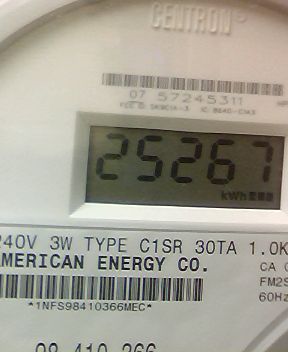 CENTRON®
07 57245311
25267
kWh
240V 3W TYPE C1SR 30TA 1.0K
AMERICAN ENERGY CO.
CA
FM2S
60Hz
*1NFS98410366MEC*
98 410 366